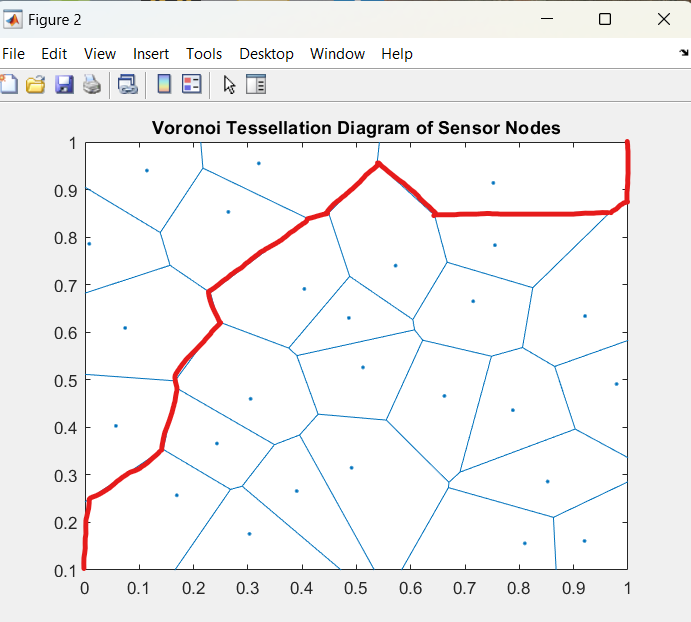 Figure 2
File Edit View Insert Tools Desktop Window Help
Voronoi Tessellation Diagram of Sensor Nodes
1
0.9
0.8
0.7
0.6
0.5
0.4
0.3
0.2
0.1
0 0.1 0.2 0.3 0.4 0.5 0.6 0.7 0.8 0.9 1